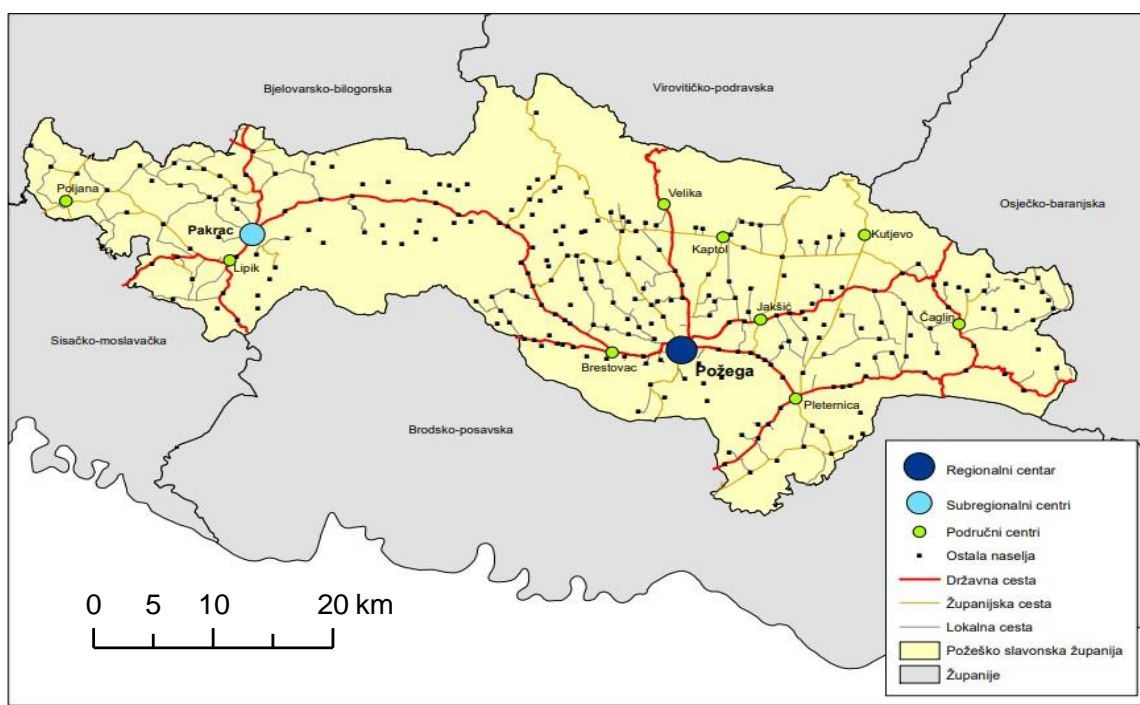 Bjelovarsko-bilogorska
Virovitičko-podravska
Osječko-baranjska
Poljana
Velika
Pakrac
Kaptol
Kutjevo
Lipik
Jakšić
Čaglin
Sisačko-moslavačka
Brestovac
Požega
Pleternica
Brodsko-posavska
Regionalni centar
Subregionalni centri
Područni centri
Ostala naselja
Državna cesta
Županijska cesta
Lokalna cesta
Požeško slavonska županija
Županije
0 5 10 20 km